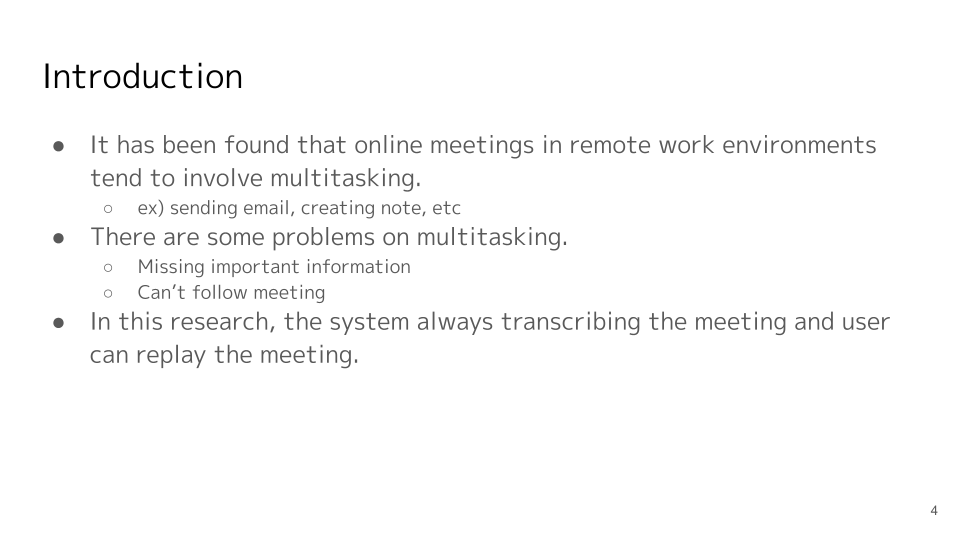 Introduction
● It has been found that online meetings in remote work environments
tend to involve multitasking.
○ ex) sending email, creating note, etc
● There are some problems on multitasking.
○ Missing important information
○ Can’t follow meeting
● In this research, the system always transcribing the meeting and user
can replay the meeting.
4